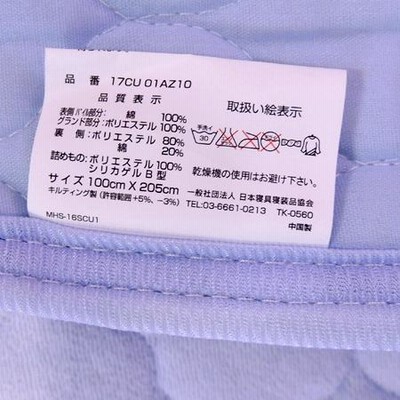 品 番 17CU 01AZ10
品 質 表 示
表側 パイル部分: 綿 100%
グランド部分: ポリエステル 100%
裏 側: ポリエステル 80%
綿 20%
詰めもの: ポリエステル 100%
シリカゲル B 型
サイズ 100cm X 205cm
キルティング製 (許容範囲+5%、-3%)
MHS-16SCU1
取扱い絵表示
手洗イ
30
乾燥機の使用はお避け下さい。
一般社団法人 日本寝具寝装品協会
TEL: 03-6661-0213 TK-0560
中国製